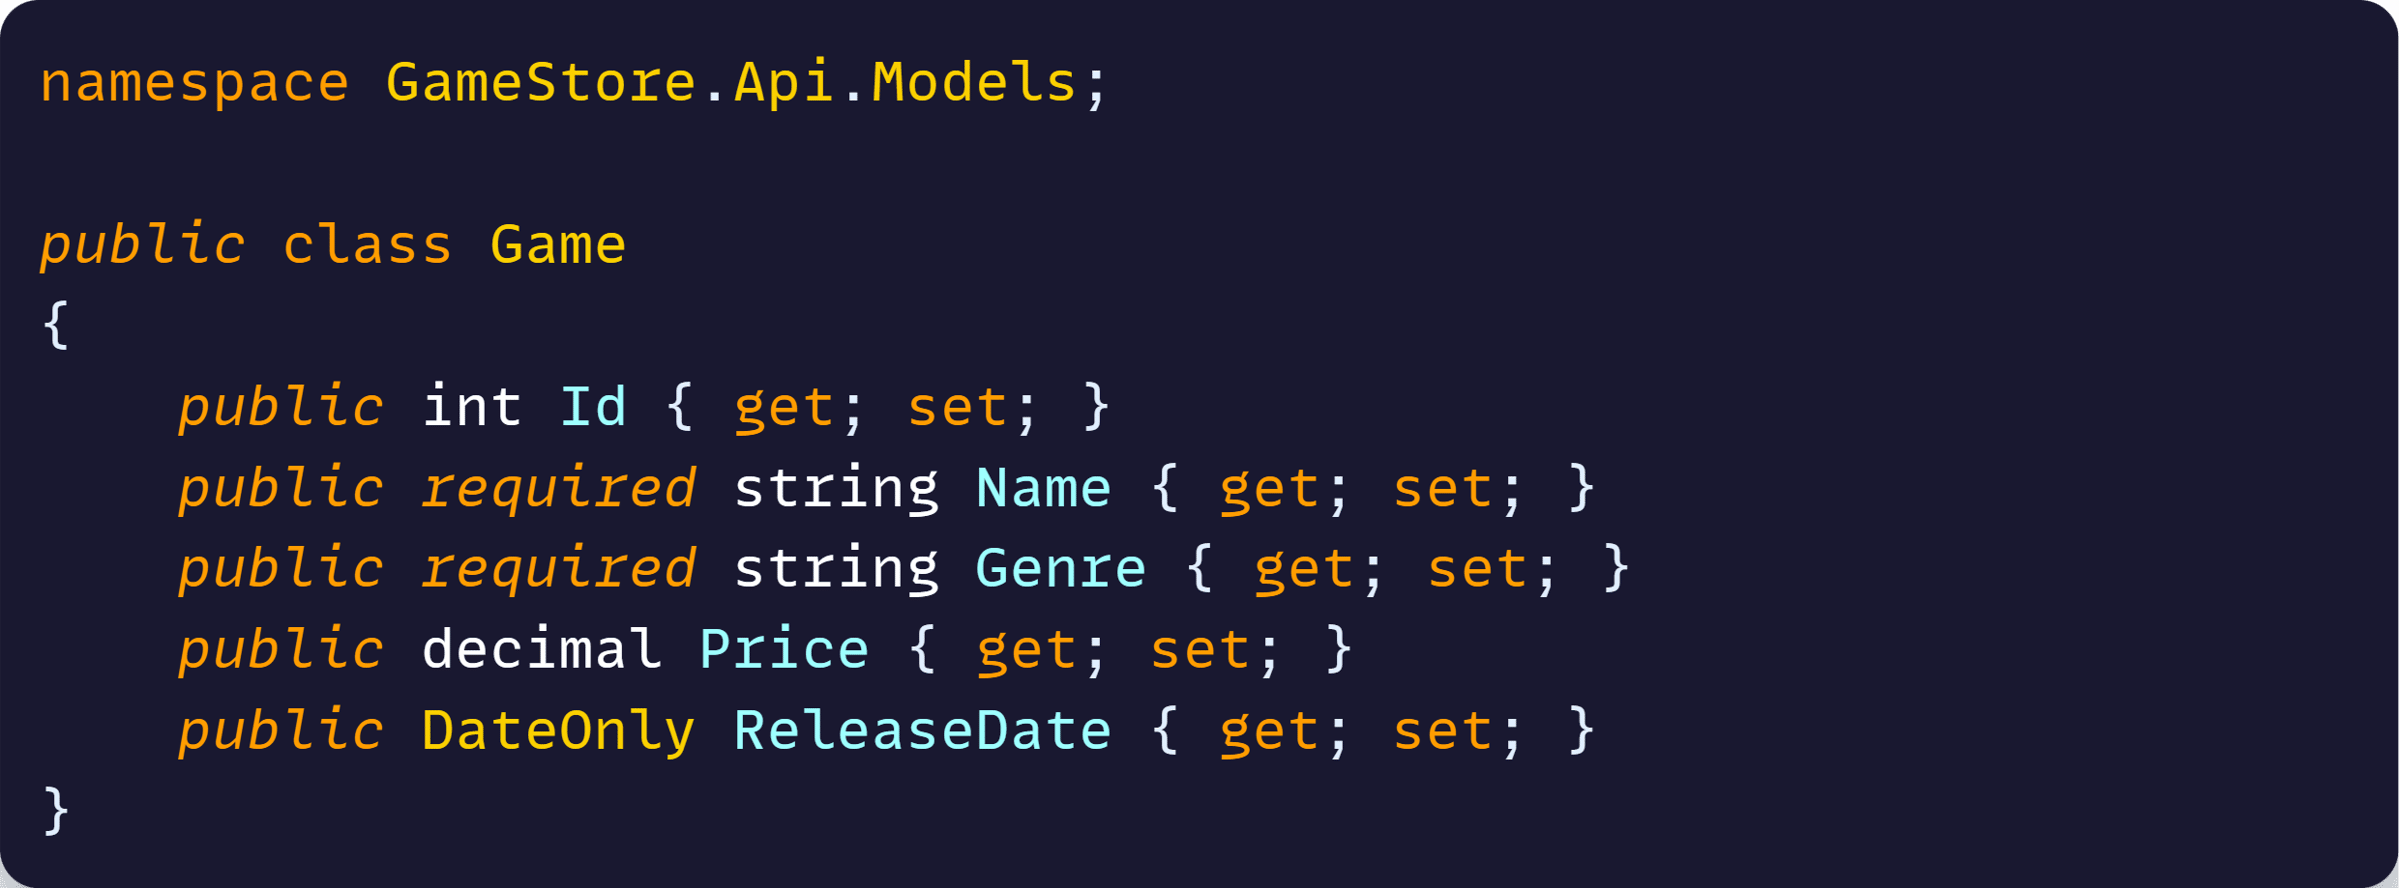 namespace GameStore.Api.Models;

public class Game
{
    public int Id { get; set; }
    public required string Name { get; set; }
    public required string Genre { get; set; }
    public decimal Price { get; set; }
    public DateOnly ReleaseDate { get; set; }
}